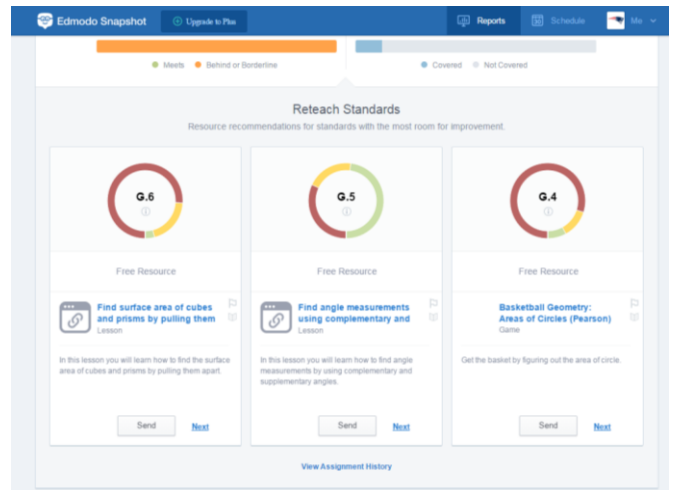 Edmodo Snapshot
Upgrade to Plus
Reports
Schedule
Me
Meets
Behind or Borderline
Covered
Not Covered
Reteach Standards
Resource recommendations for standards with the most room for improvement.
G.6
Free Resource
Find surface area of cubes
and prisms by pulling them
Lesson
In this lesson you will learn how to find the surface
area of cubes and prisms by pulling them apart.
Send
Next
G.5
Free Resource
Find angle measurements
using complementary and
Lesson
In this lesson you will learn how to find angle
measurements by using complementary and
supplementary angles.
Send
Next
G.4
Free Resource
Basketball Geometry:
Areas of Circles (Pearson)
Game
Get the basket by figuring out the area of circle.
Send
Next
View Assignment History